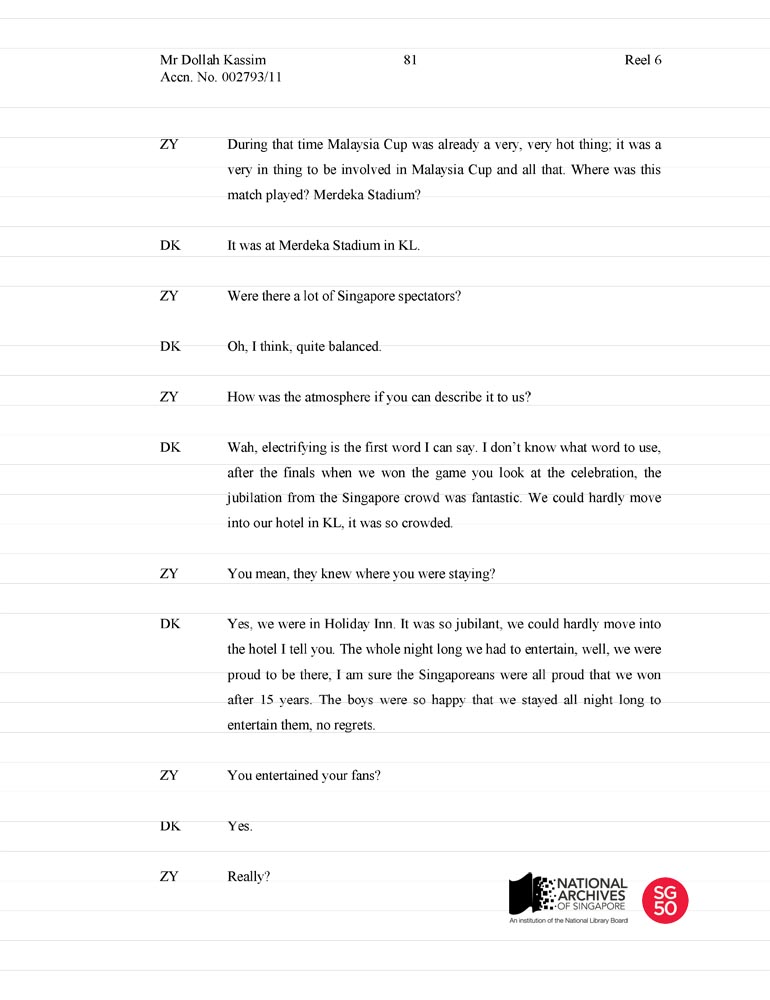 Mr Dollah Kassim 81 Reel 6
Accn. No. 002793/11
ZY During that time Malaysia Cup was already a very, very hot thing; it was a
very in thing to be involved in Malaysia Cup and all that. Where was this
match played? Merdeka Stadium?
DK It was at Merdeka Stadium in KL.
ZY Were there a lot of Singapore spectators?
DK Oh, I think, quite balanced.
ZY How was the atmosphere if you can describe it to us?
DK Wah, electrifying is the first word I can say. I don’t know what word to use,
after the finals when we won the game you look at the celebration, the
jubilation from the Singapore crowd was fantastic. We could hardly move
into our hotel in KL, it was so crowded.
ZY You mean, they knew where you were staying?
DK Yes, we were in Holiday Inn. It was so jubilant, we could hardly move into
the hotel I tell you. The whole night long we had to entertain, well, we were
proud to be there, I am sure the Singaporeans were all proud that we won
after 15 years. The boys were so happy that we stayed all night long to
entertain them, no regrets.
ZY You entertained your fans?
DK Yes.
ZY Really?
NATIONAL
ARCHIVES
OF SINGAPORE
An institution of the National Library Board
SG
50